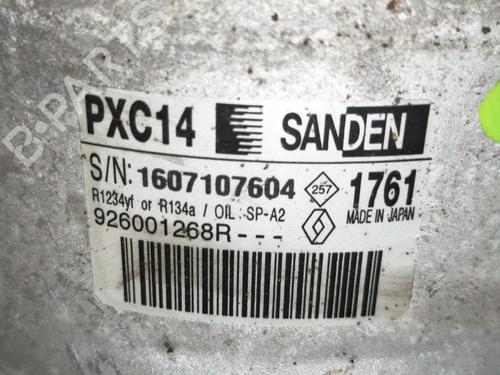 B-PARTS
PXC14 SANDEN
S/N: 1607107604 257 1761
R1234yf or R134a / OIL :SP-A2 MADE IN JAPAN
926001268R---